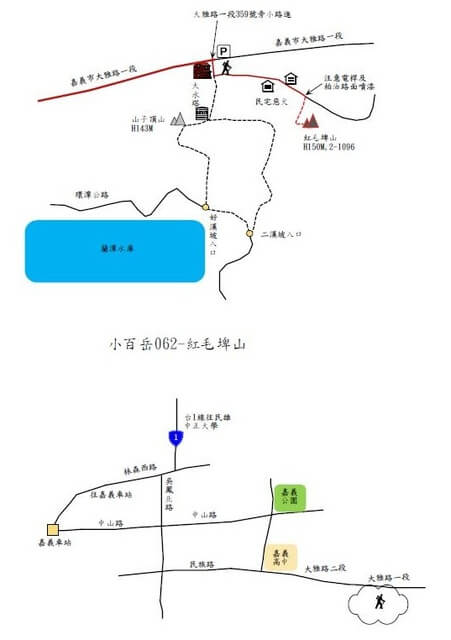 大雅路一段359號旁小路進
P
嘉義市大雅路一段
嘉義市大雅路一段
注意電桿及
柏油路面噴漆
大水塔
民宅惡犬
山子頂山
H143M
紅毛埤山
H150M,2-1096
環潭公路
好漢坡入口
二漢坡入口
蘭潭水庫
小百岳062-紅毛埤山
台1線往民雄
中正大學
1
林森西路
吳鳳北路
往嘉義車站
嘉義
公園
中山路
中山路
嘉義車站
嘉義
高中
民族路
大雅路二段
大雅路一段